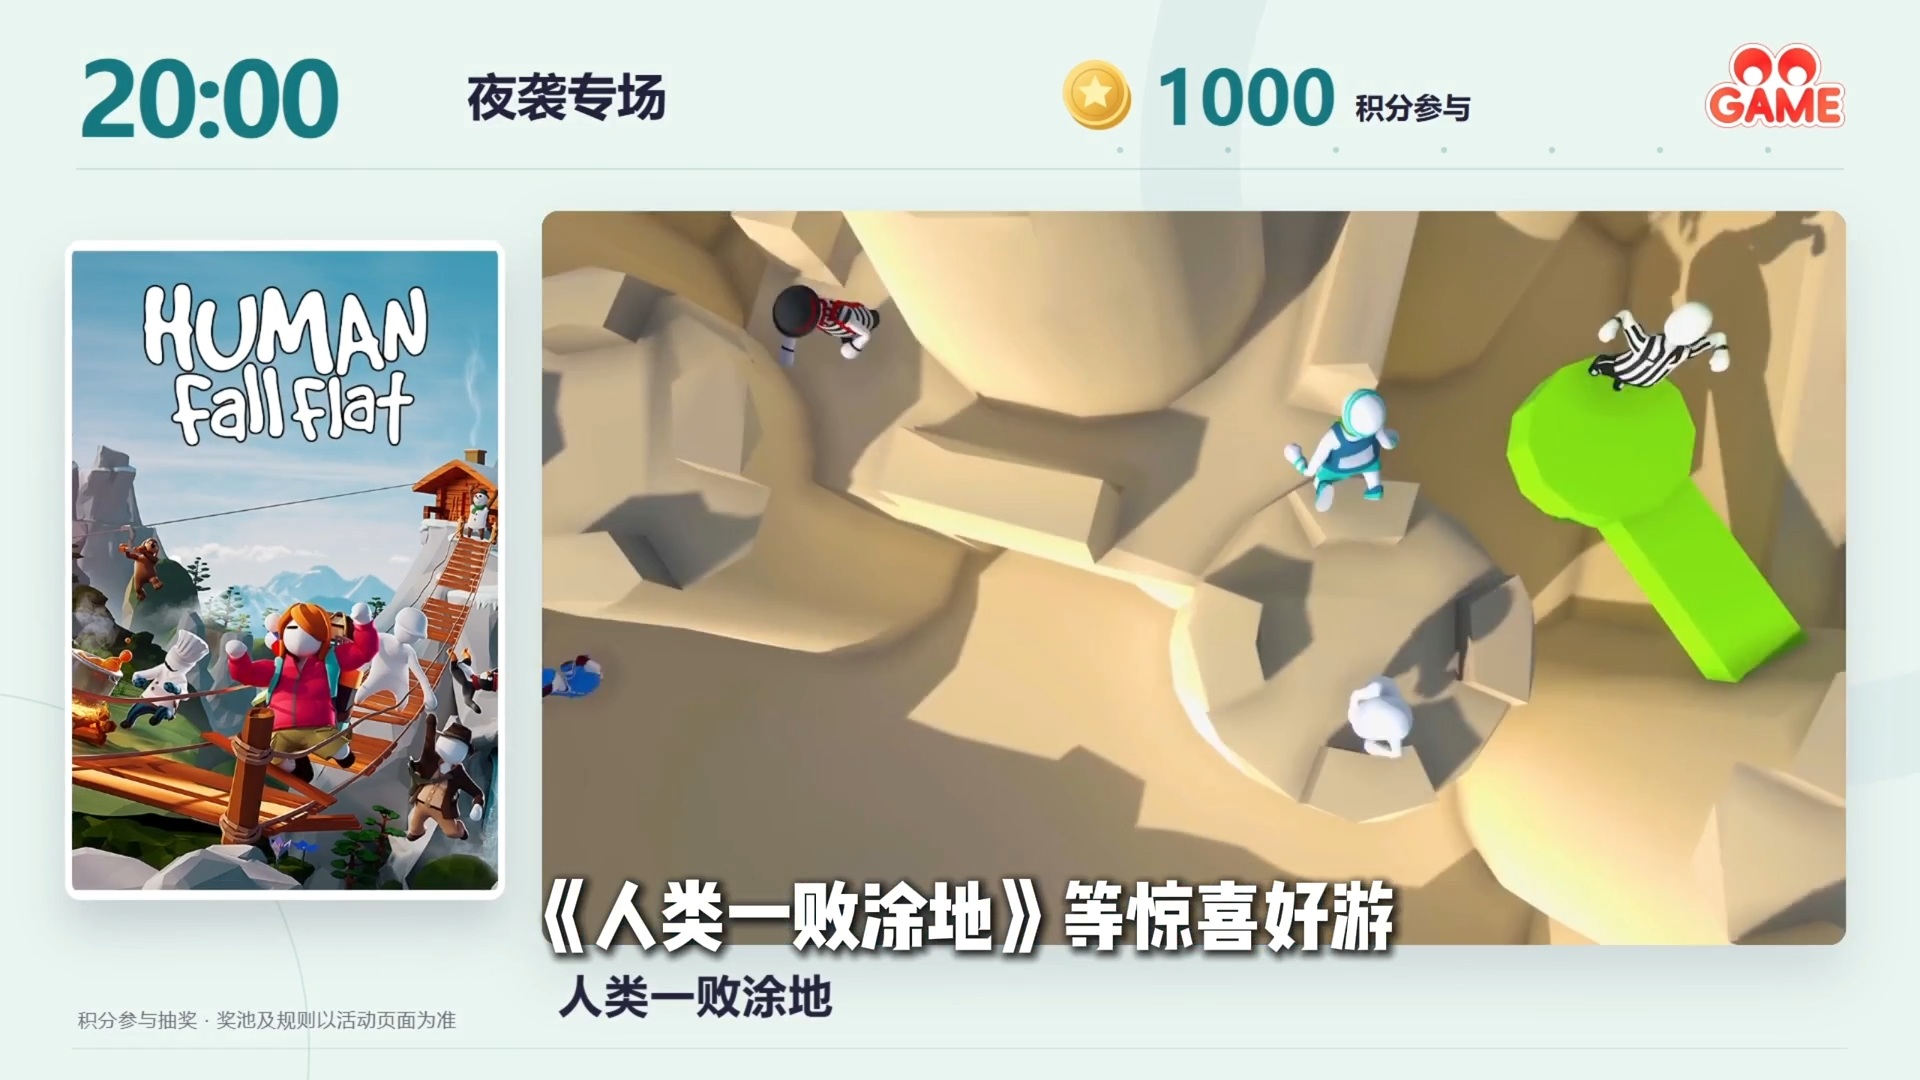 20:00
夜袭专场
1000 积分参与
GAME
HUMAN
fall flat
《人类一败涂地》等惊喜好游
人类一败涂地
积分参与抽奖 · 奖池及规则以活动页面为准